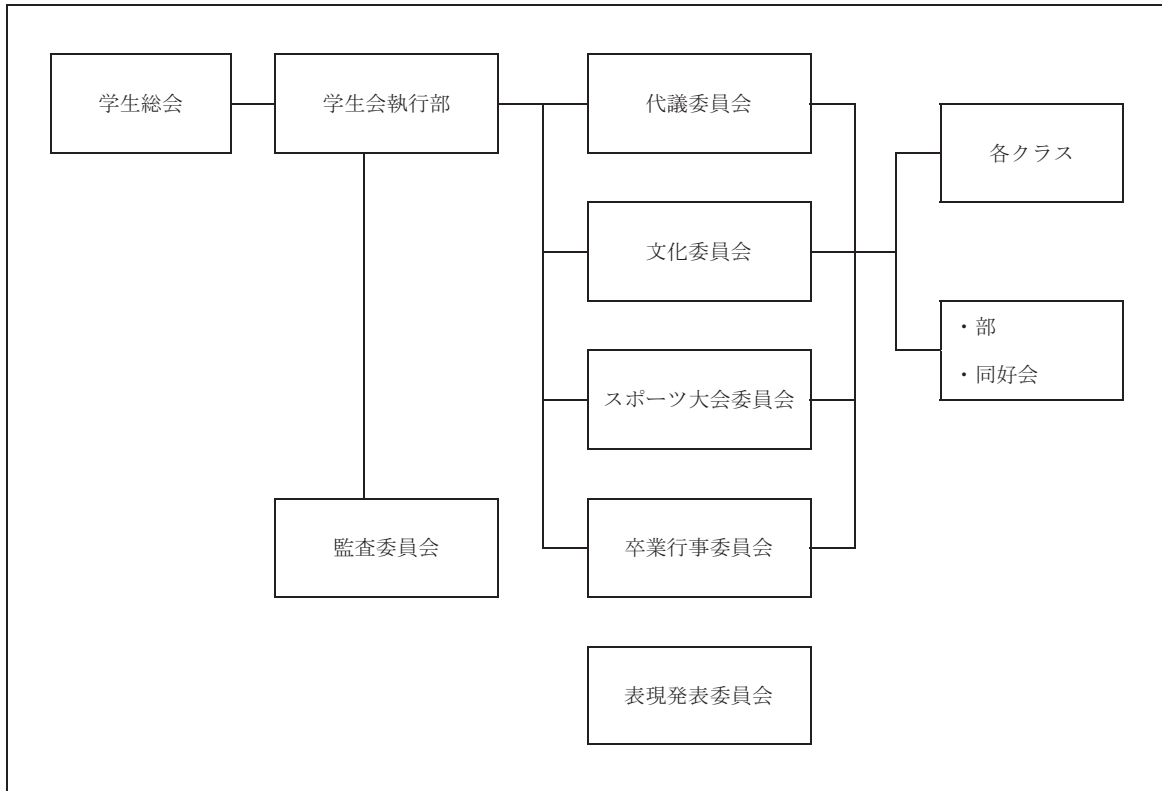 学生総会
学生会執行部
代議委員会
各クラス
文化委員会
・部
・同好会
スポーツ大会委員会
監査委員会
卒業行事委員会
表現発表委員会